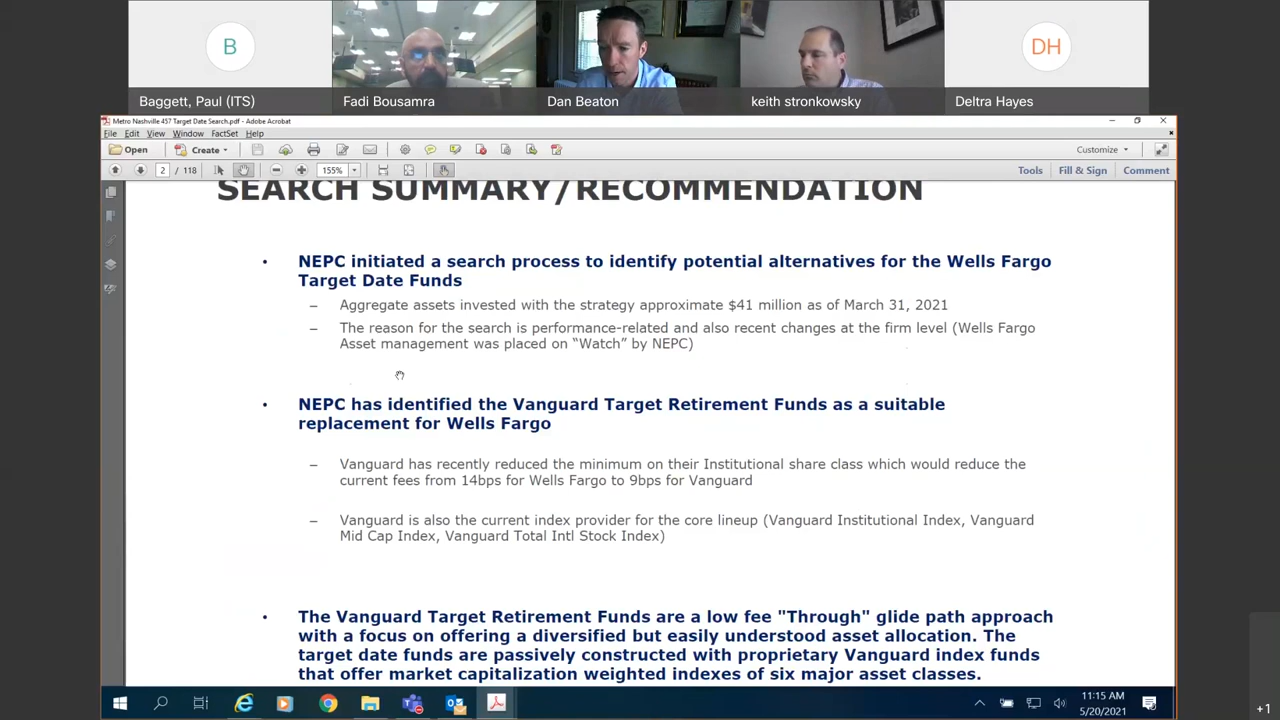 B
DH
Baggett, Paul (ITS)
Fadi Bousamra
Dan Beaton
keith stronkowsky
Deltra Hayes
Metro Nashville 457 Target Date Search.pdf - Adobe Acrobat
File Edit View Window FactSet Help
Open Create Customize
2 / 118 155% Tools Fill & Sign Comment
SEARCH SUMMARY/RECOMMENDATION
• NEPC initiated a search process to identify potential alternatives for the Wells Fargo
Target Date Funds
– Aggregate assets invested with the strategy approximate $41 million as of March 31, 2021
– The reason for the search is performance-related and also recent changes at the firm level (Wells Fargo
Asset management was placed on “Watch” by NEPC)
• NEPC has identified the Vanguard Target Retirement Funds as a suitable
replacement for Wells Fargo
– Vanguard has recently reduced the minimum on their Institutional share class which would reduce the
current fees from 14bps for Wells Fargo to 9bps for Vanguard
– Vanguard is also the current index provider for the core lineup (Vanguard Institutional Index, Vanguard
Mid Cap Index, Vanguard Total Intl Stock Index)
• The Vanguard Target Retirement Funds are a low fee "Through" glide path approach
with a focus on offering a diversified but easily understood asset allocation. The
target date funds are passively constructed with proprietary Vanguard index funds
that offer market capitalization weighted indexes of six major asset classes.
11:15 AM
5/20/2021
+1